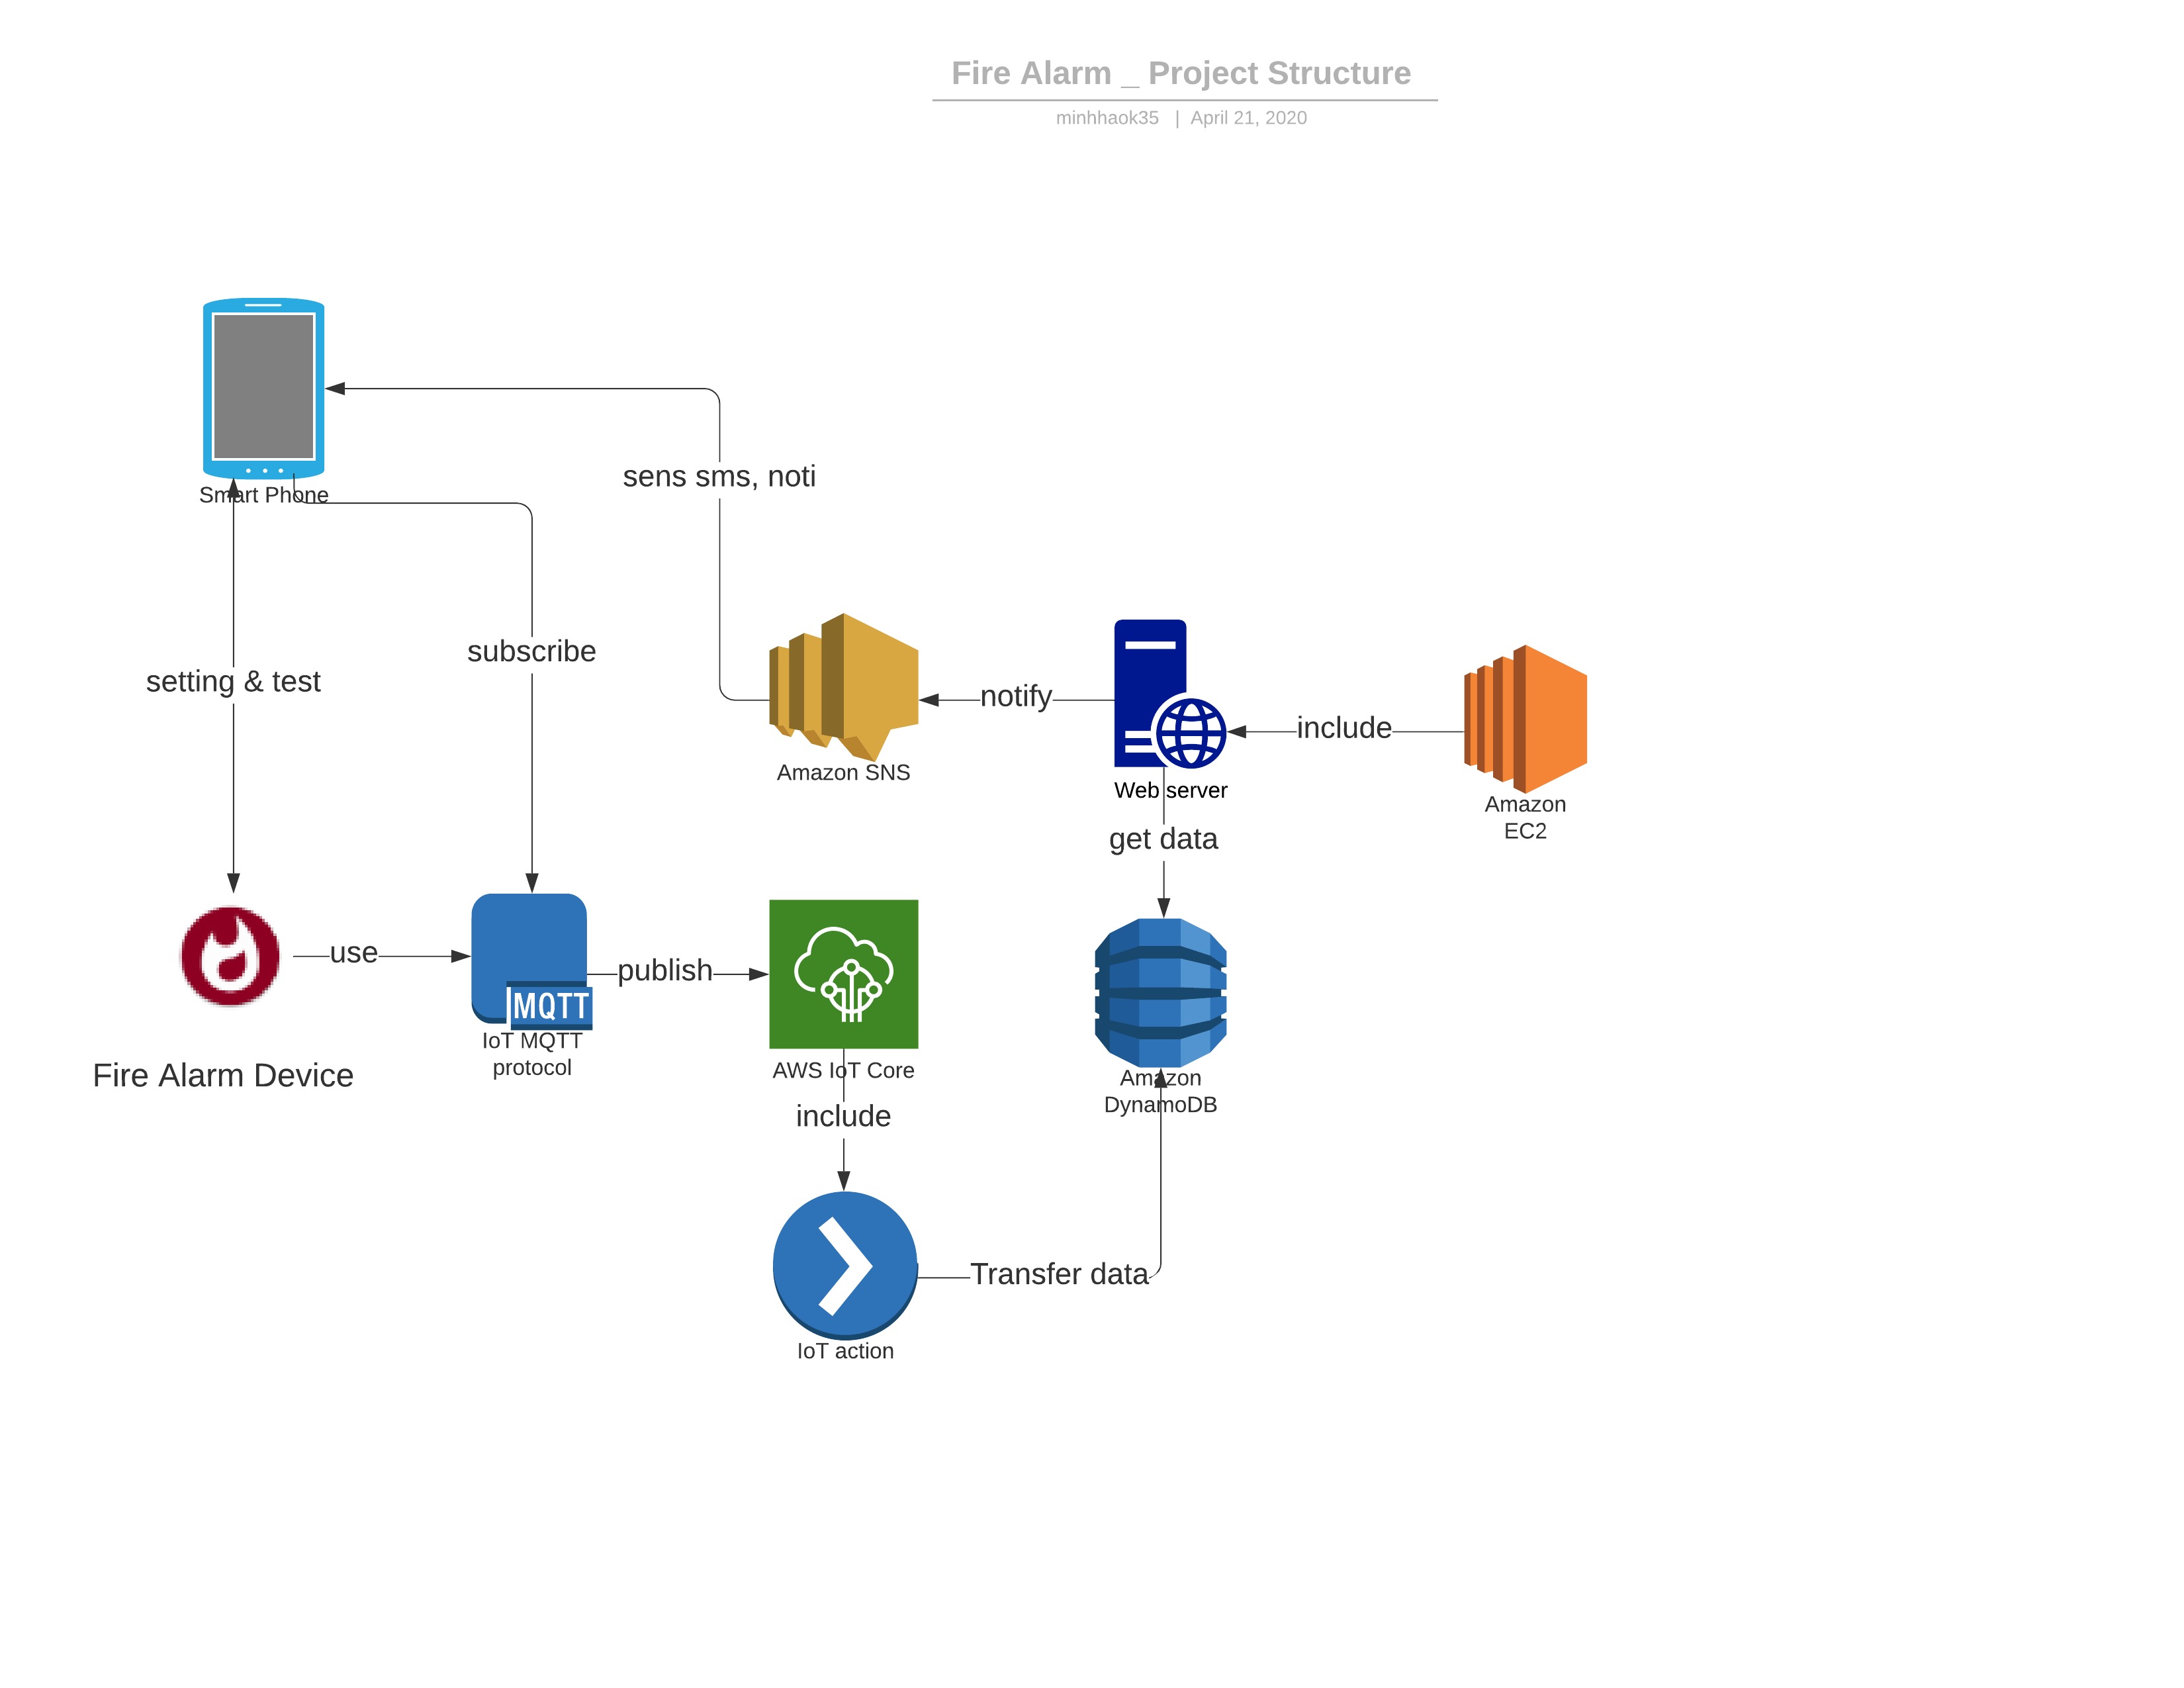 Fire Alarm _ Project Structure
minhhaok35 | April 21, 2020
Smart Phone
sens sms, noti
subscribe
setting & test
Amazon SNS
notify
Web server
include
Amazon
EC2
get data
use
MQTT
IoT MQTT
protocol
publish
Fire Alarm Device
AWS IoT Core
include
Amazon
DynamoDB
Transfer data
IoT action